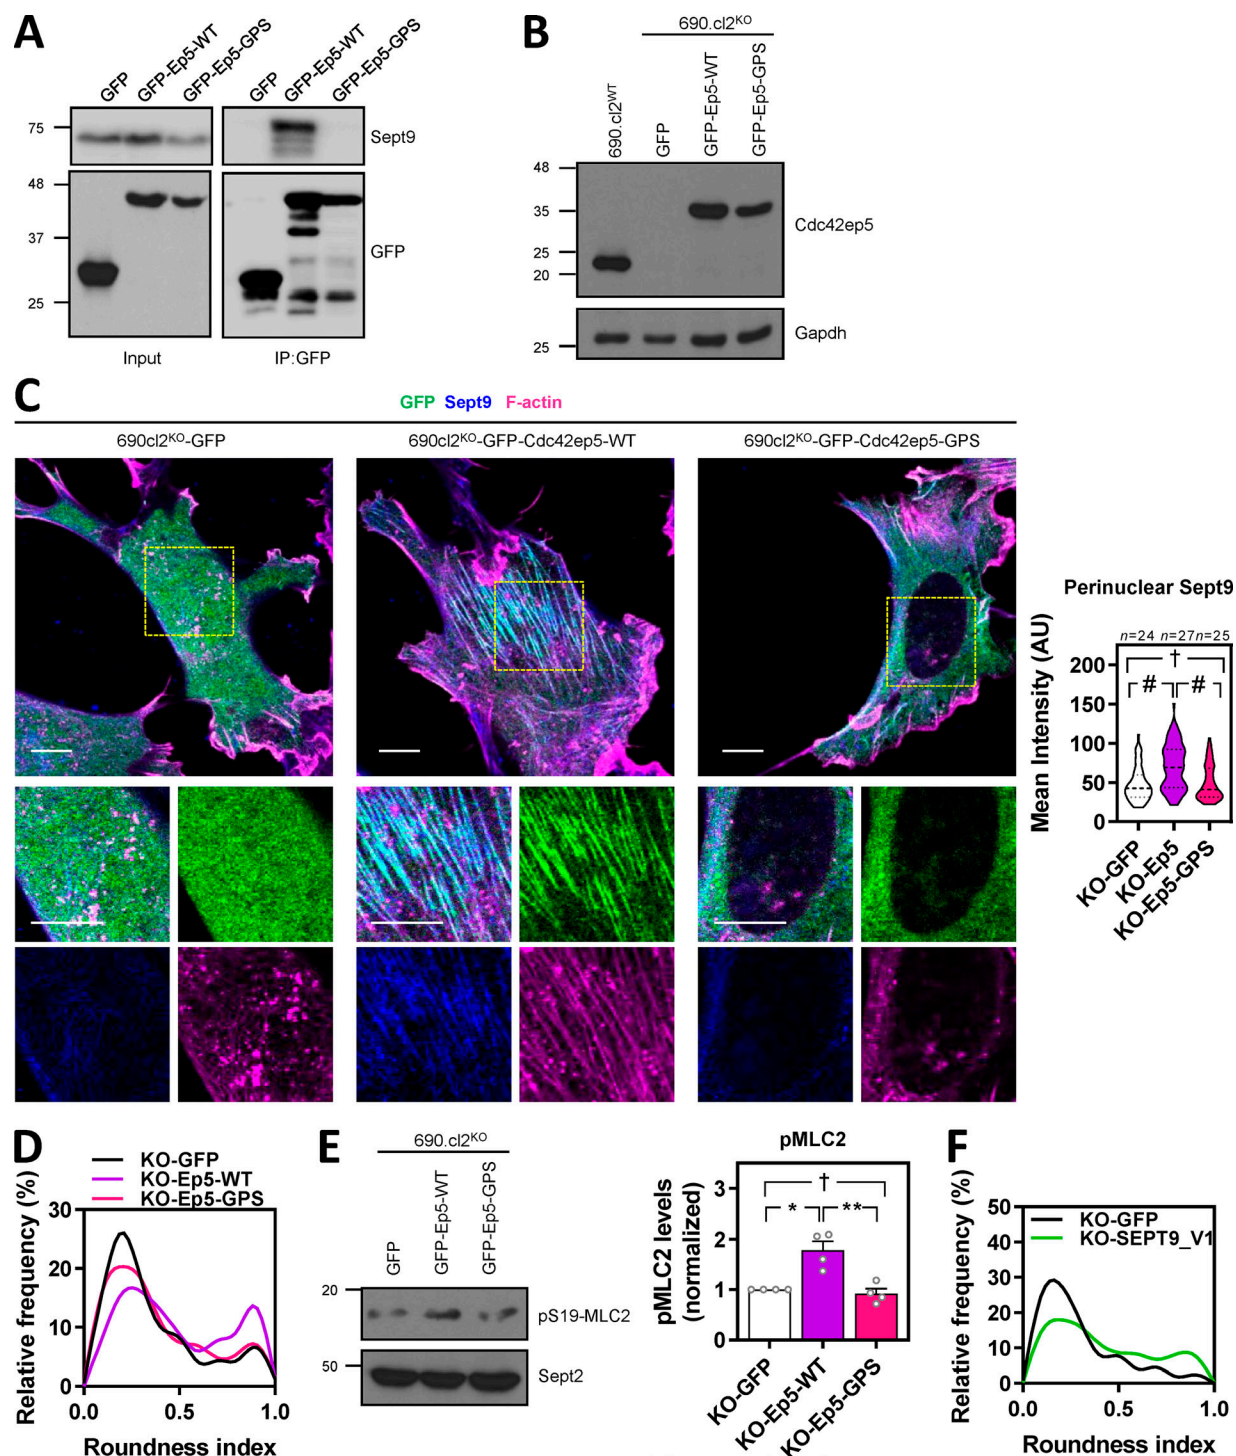 A
GFP
GFP-Ep5-WT
GFP-Ep5-GPS
GFP
GFP-Ep5-WT
GFP-Ep5-GPS
75
Sept9
48
37
25
GFP
Input
IP:GFP
B
690.cl2KO
690.cl2WT
GFP
GFP-Ep5-WT
GFP-Ep5-GPS
48
35
25
20
Cdc42ep5
25
Gapdh
C
GFP Sept9 F-actin
690cl2KO-GFP
690cl2KO-GFP-Cdc42ep5-WT
690cl2KO-GFP-Cdc42ep5-GPS
Perinuclear Sept9
n=24 n=27 n=25
†
# #
Mean Intensity (AU)
200
150
100
50
0
KO-GFP
KO-Ep5
KO-Ep5-GPS
D
KO-GFP
KO-Ep5-WT
KO-Ep5-GPS
Relative frequency (%)
30
20
10
0
0.0 0.5 1.0
Roundness index
E
690.cl2KO
GFP
GFP-Ep5-WT
GFP-Ep5-GPS
20
pS19-MLC2
50
Sept2
pMLC2
†
* **
pMLC2 levels
(normalized)
3
2
1
0
KO-GFP
KO-Ep5-WT
KO-Ep5-GPS
F
KO-GFP
KO-SEPT9_V1
Relative frequency (%)
50
40
30
20
10
0
0.0 0.5 1.0
Roundness index